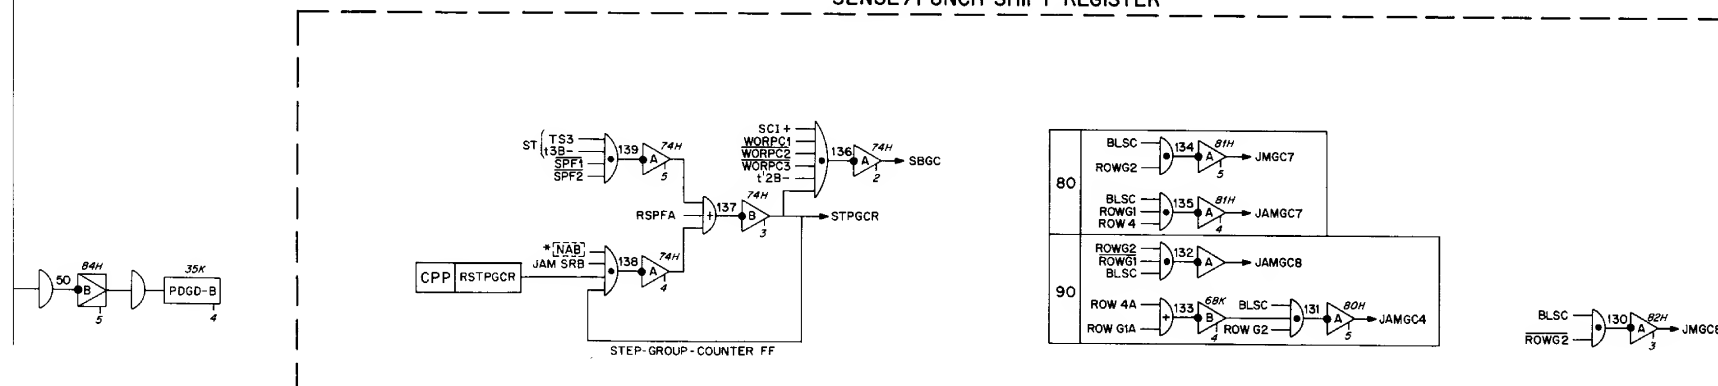 SENSE/PUNCH SHIFT REGISTER
50
84H
B
5
35K
PDGD-B
4
ST
TS3
t3B-
SPF1
SPF2
139
74H
A
5
RSPFA
+
137
74H
B
3
STPGCR
*
NAB
JAM SRB
CPP
RSTPGCR
138
74H
A
4
STEP-GROUP-COUNTER FF
SCI+
WORPC1
WORPC2
WORPC3
t'2B-
136
74H
A
2
SBGC
80
BLSC
ROWG2
134
81H
A
5
JMGC7
BLSC
ROWG1
ROW 4
135
81H
A
4
JAMGC7
90
ROWG2
ROWG1
BLSC
132
A
JAMGC8
ROW 4A
ROW G1A
+
133
68K
B
4
BLSC
ROW G2
131
80H
A
5
JAMGC4
BLSC
ROWG2
130
82H
A
3